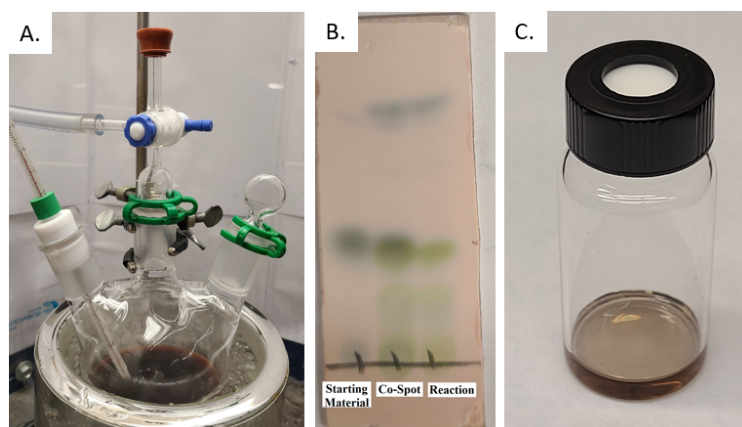 A.
B.
C.
Starting
Material
Co-Spot
Reaction